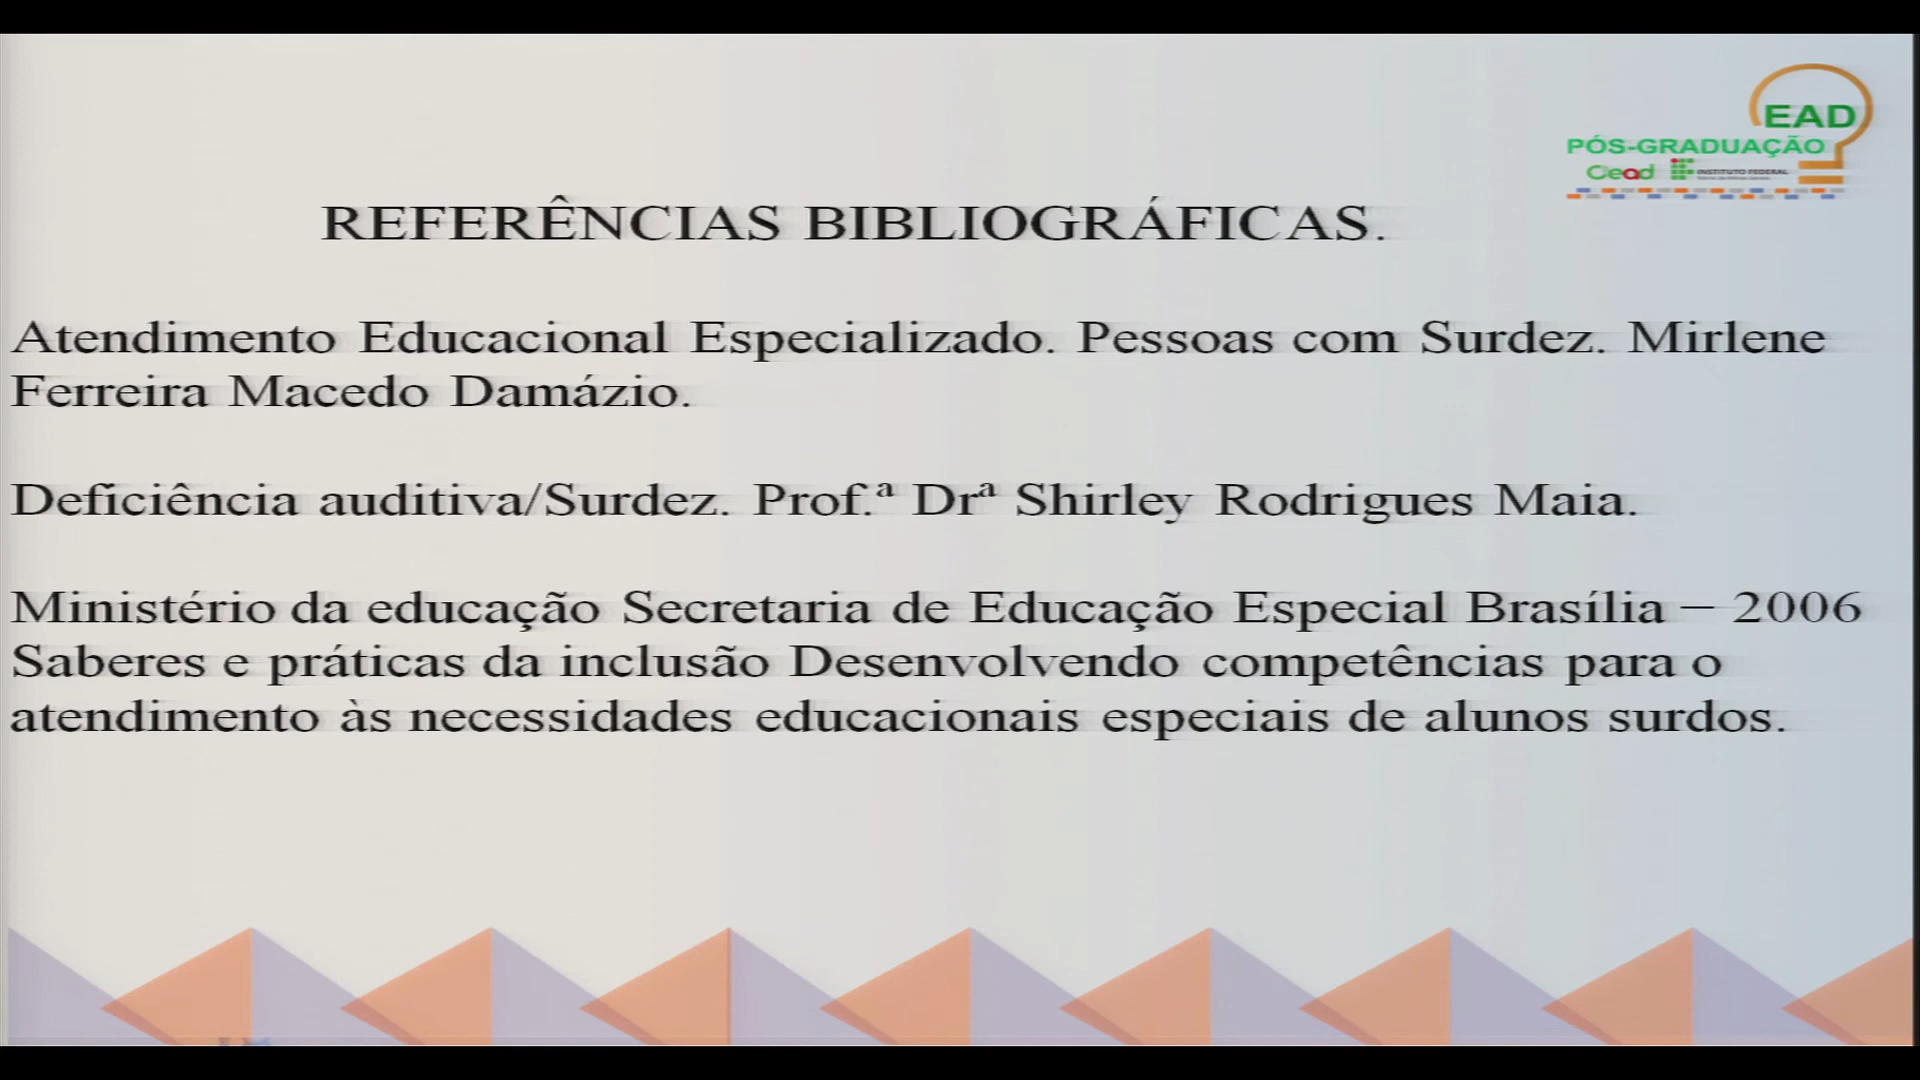 EAD
PÓS-GRADUAÇÃO
Cead INSTITUTO FEDERAL
REFERÊNCIAS BIBLIOGRÁFICAS.
Atendimento Educacional Especializado. Pessoas com Surdez. Mirlene
Ferreira Macedo Damázio.
Deficiência auditiva/Surdez. Prof.ª Drª Shirley Rodrigues Maia.
Ministério da educação Secretaria de Educação Especial Brasília – 2006
Saberes e práticas da inclusão Desenvolvendo competências para o
atendimento às necessidades educacionais especiais de alunos surdos.